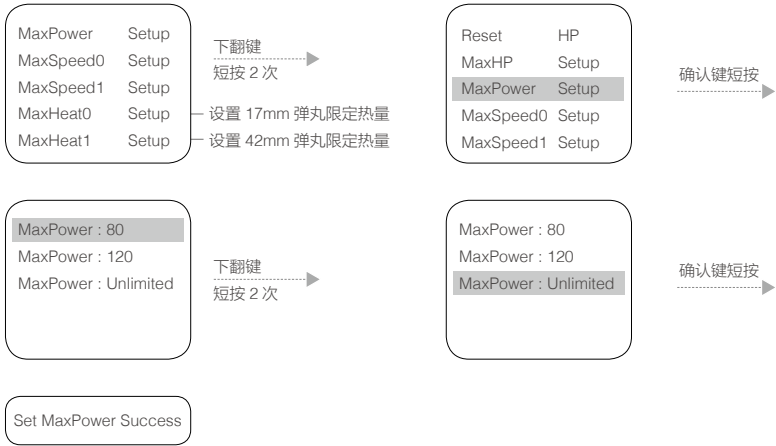 MaxPower Setup
MaxSpeed0 Setup
MaxSpeed1 Setup
MaxHeat0 Setup 设置 17mm 弹丸限定热量
MaxHeat1 Setup 设置 42mm 弹丸限定热量
下翻键
短按 2 次
Reset HP
MaxHP Setup
MaxPower Setup
MaxSpeed0 Setup
MaxSpeed1 Setup
确认键短按
MaxPower : 80
MaxPower : 120
MaxPower : Unlimited
下翻键
短按 2 次
MaxPower : 80
MaxPower : 120
MaxPower : Unlimited
确认键短按
Set MaxPower Success